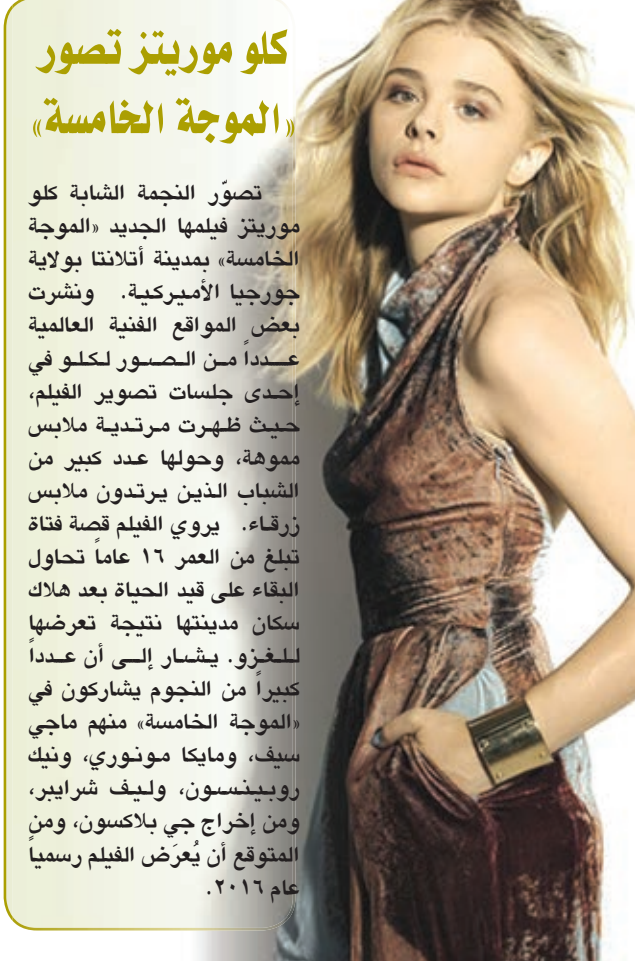 كلو موريتز تصور
«الموجة الخامسة»
تصوّر النجمة الشابة كلو
موريتز فيلمها الجديد «الموجة
الخامسة» بمدينة أتلانتا بولاية
جورجيا الأميركية. ونشرت
بعض المواقع الفنية العالمية
عدداً من الصور لكلو في
إحدى جلسات تصوير الفيلم،
حيث ظهرت مرتدية ملابس
مموهة، وحولها عدد كبير من
الشباب الذين يرتدون ملابس
زرقاء. يروي الفيلم قصة فتاة
تبلغ من العمر ١٦ عاماً تحاول
البقاء على قيد الحياة بعد هلاك
سكان مدينتها نتيجة تعرضها
للغزو. يشار إلى أن عدداً
كبيراً من النجوم يشاركون في
«الموجة الخامسة» منهم ماجي
سيف، ومايكا مونوري، ونيك
روبينسون، وليف شرايبر،
ومن إخراج جي بلاكسون، ومن
المتوقع أن يُعرَض الفيلم رسمياً
عام ٢٠١٦.